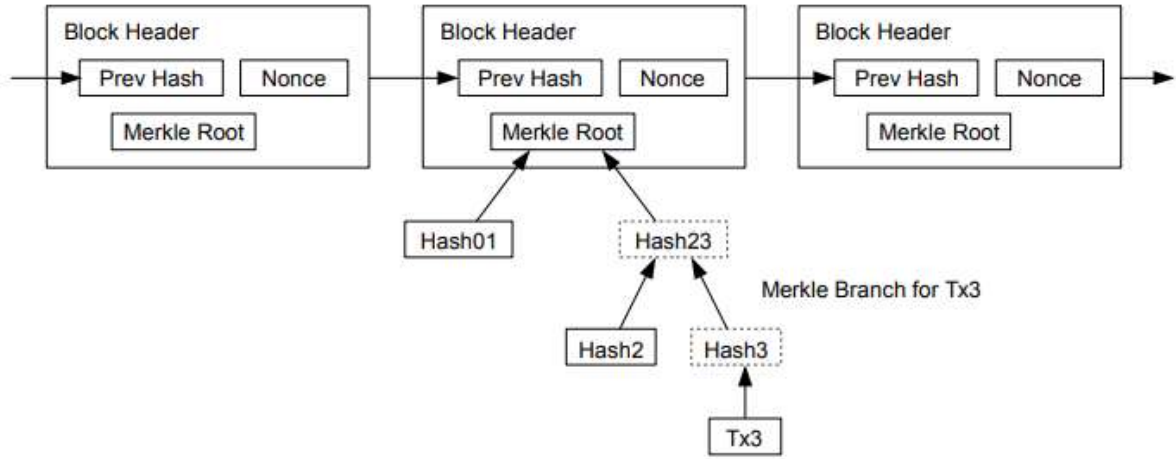 Block Header
Block Header
Block Header
Prev Hash
Nonce
Prev Hash
Nonce
Prev Hash
Nonce
Merkle Root
Merkle Root
Merkle Root
Hash01
Hash23
Merkle Branch for Tx3
Hash2
Hash3
Tx3